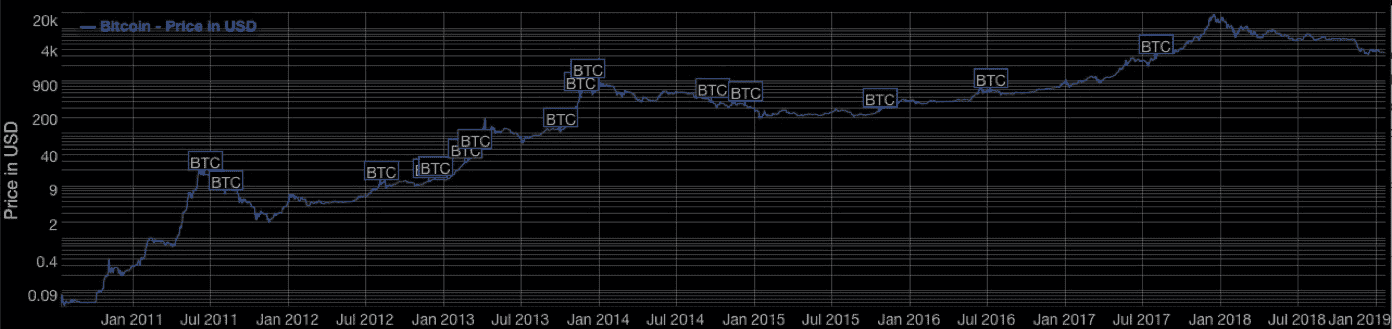 Bitcoin - Price in USD
Price in USD
20k
4k
900
200
40
9
2
0.4
0.09
BTC
BTC
BTC
BTC
BTC
BTC
BTC
BTC
BTC
BTC
BTC
BTC
BTC
BTC
Jan 2011 Jul 2011 Jan 2012 Jul 2012 Jan 2013 Jul 2013 Jan 2014 Jul 2014 Jan 2015 Jul 2015 Jan 2016 Jul 2016 Jan 2017 Jul 2017 Jan 2018 Jul 2018 Jan 2019